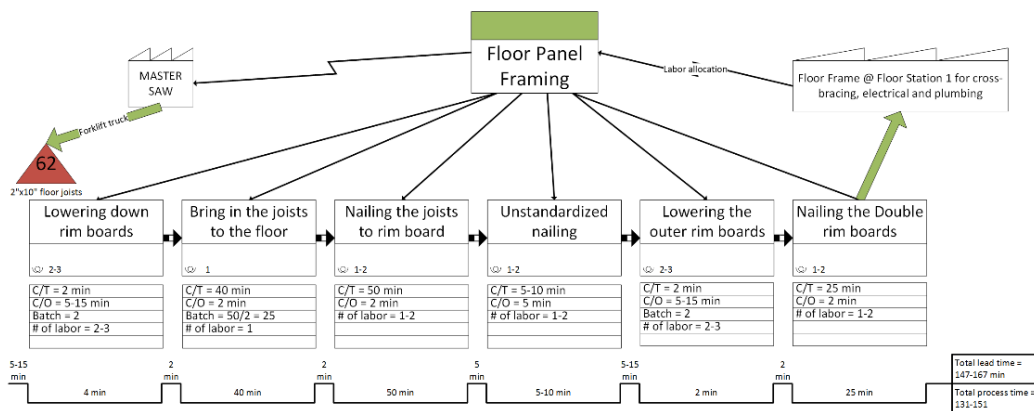 Floor Panel
Framing
MASTER
SAW
Labor allocation
Floor Frame @ Floor Station 1 for cross-
bracing, electrical and plumbing
Forklift truck
62
2"x10" floor joists
Lowering down
rim boards
2-3
C/T = 2 min
C/O = 5-15 min
Batch = 2
# of labor = 2-3
Bring in the joists
to the floor
1
C/T = 40 min
C/O = 2 min
Batch = 50/2 = 25
# of labor = 1
Nailing the joists
to rim board
1-2
C/T = 50 min
C/O = 2 min
# of labor = 1-2
Unstandardized
nailing
1-2
C/T = 5-10 min
C/O = 5 min
# of labor = 1-2
Lowering the
outer rim boards
2-3
C/T = 2 min
C/O = 5-15 min
Batch = 2
# of labor = 2-3
Nailing the Double
rim boards
1-2
C/T = 25 min
C/O = 2 min
# of labor = 1-2
5-15
min
4 min
2
min
40 min
2
min
50 min
5
min
5-10 min
5-15
min
2 min
2
min
25 min
Total lead time =
147-167 min
Total process time =
131-151